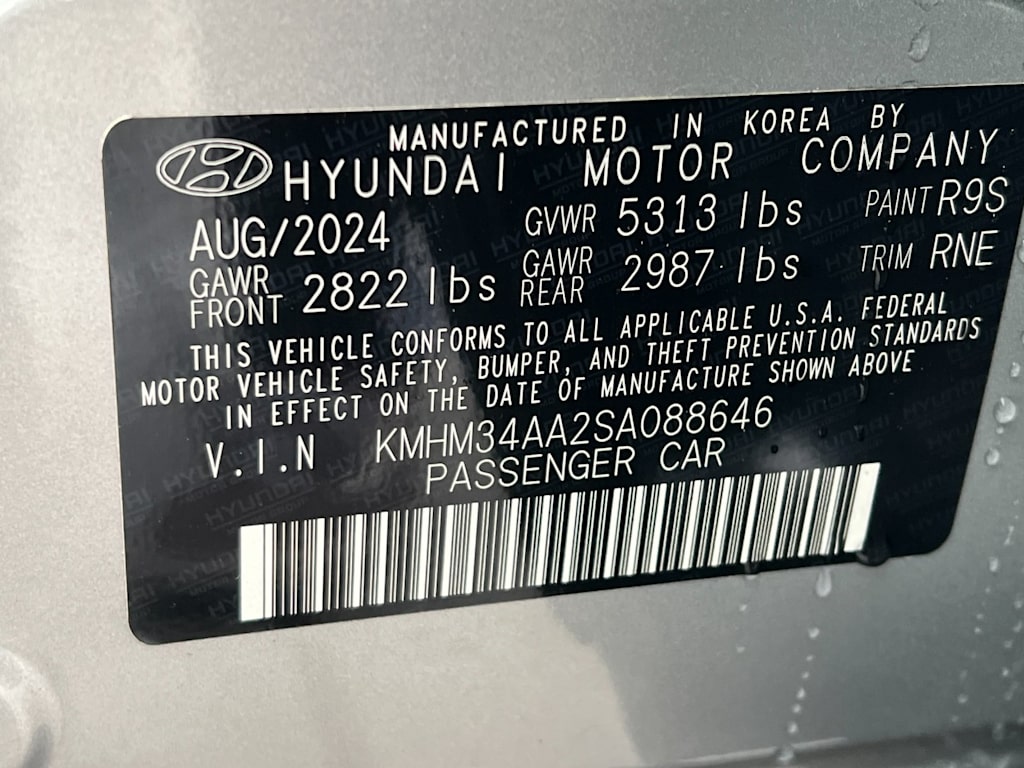 MANUFACTURED IN KOREA BY
HYUNDAI MOTOR COMPANY
AUG/2024 GVWR 5313 lbs PAINT R9S
GAWR FRONT 2822 lbs GAWR REAR 2987 lbs TRIM RNE
THIS VEHICLE CONFORMS TO ALL APPLICABLE U.S.A. FEDERAL
MOTOR VEHICLE SAFETY, BUMPER, AND THEFT PREVENTION STANDARDS
IN EFFECT ON THE DATE OF MANUFACTURE SHOWN ABOVE
V.I.N KMHM34AA2SA088646
PASSENGER CAR